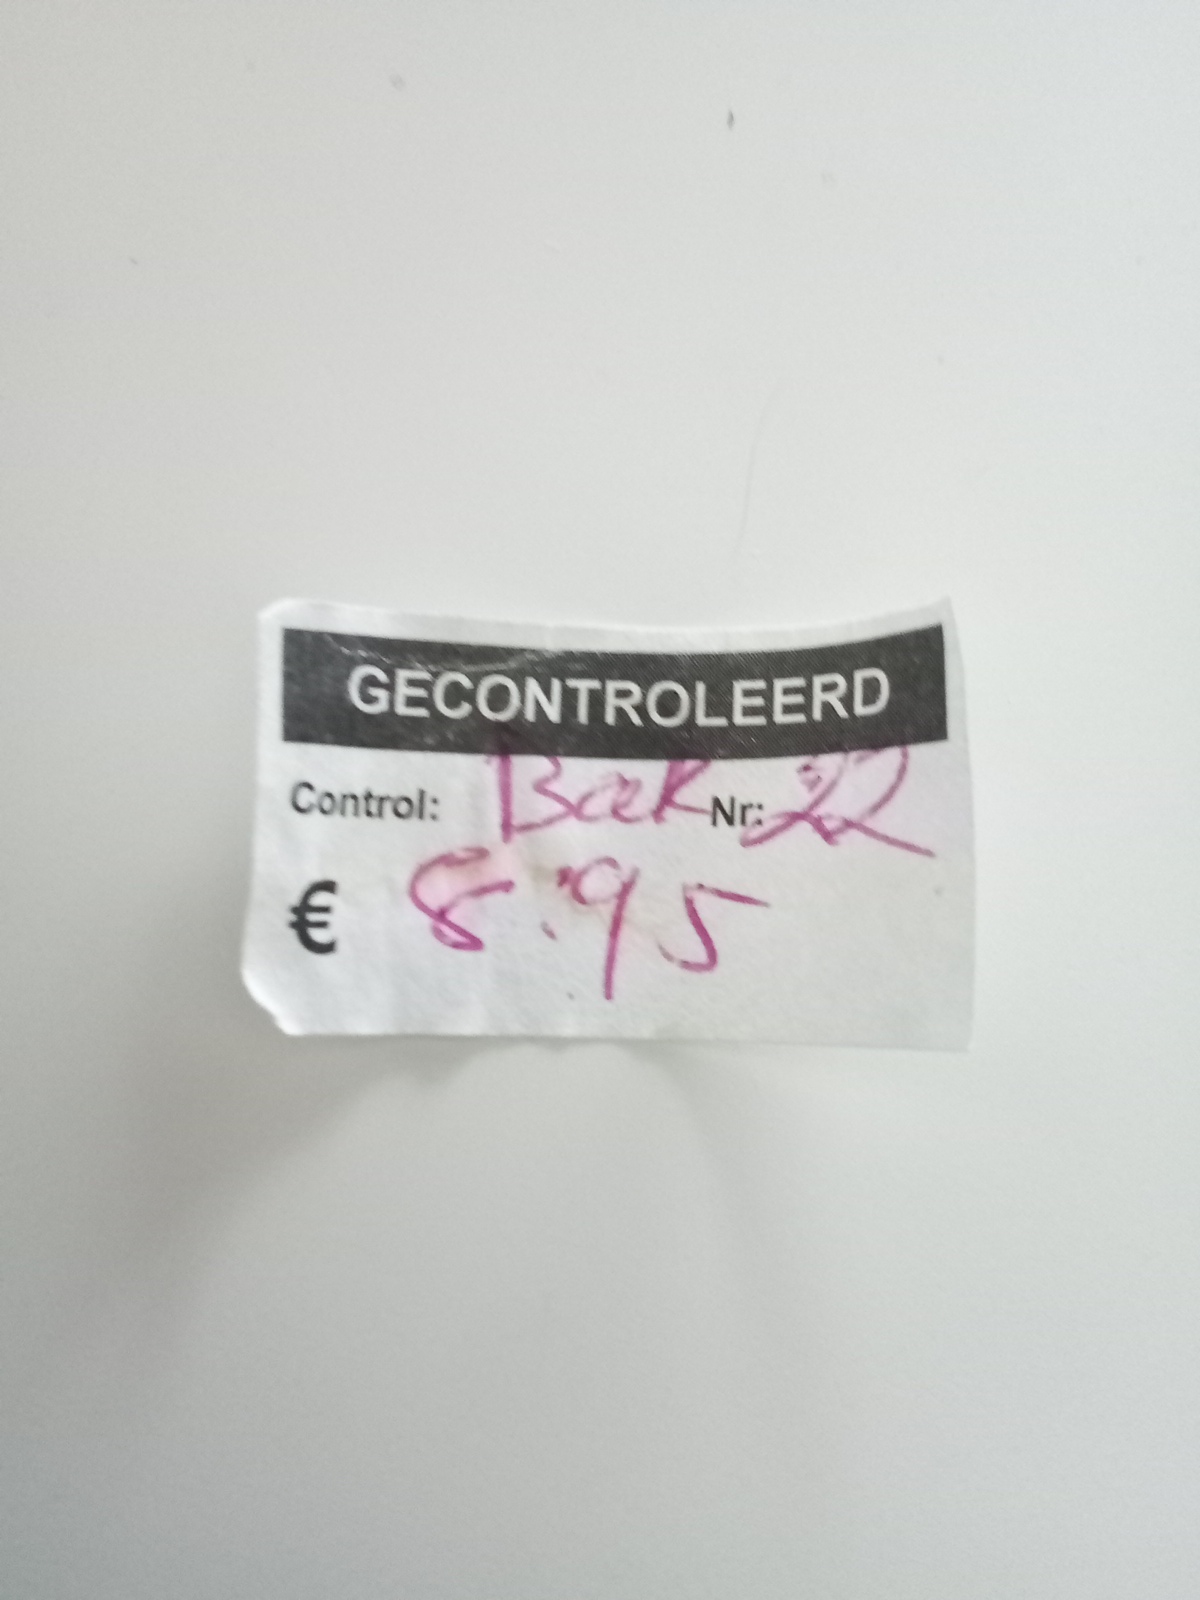 GECONTROLEERD
Control: Bak Nr: 22
€ 8.95